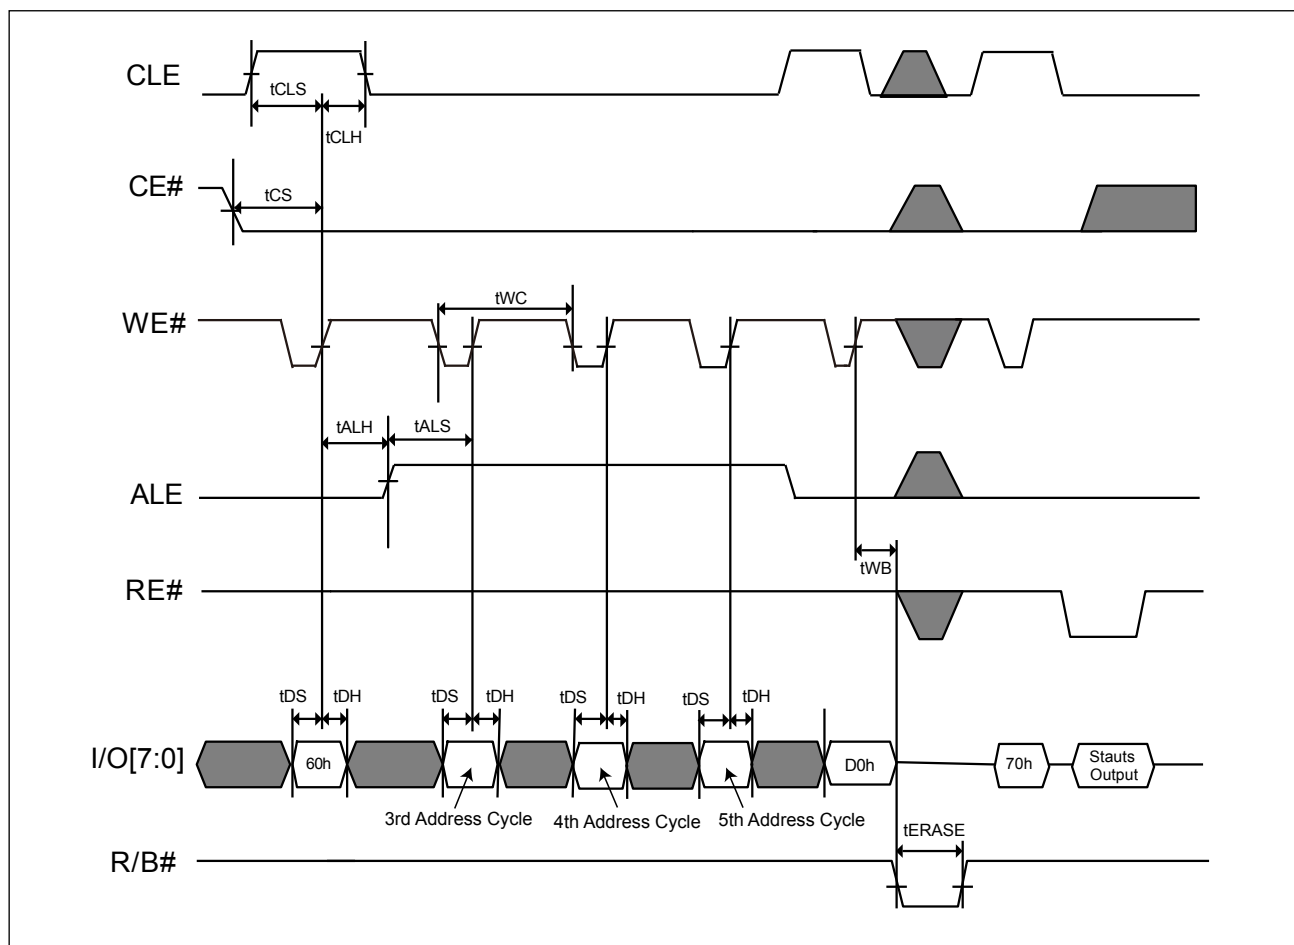 CLE
tCLS
tCLH
CE#
tCS
WE#
tWC
tALH
tALS
ALE
tWB
RE#
tDS
tDH
tDS
tDH
tDS
tDH
tDS
tDH
I/O[7:0]
60h
D0h
70h
Stauts
Output
3rd Address Cycle
4th Address Cycle
5th Address Cycle
tERASE
R/B#